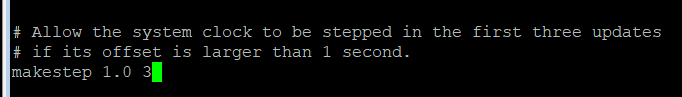 # Allow the system clock to be stepped in the first three updates
# if its offset is larger than 1 second.
makestep 1.0 3